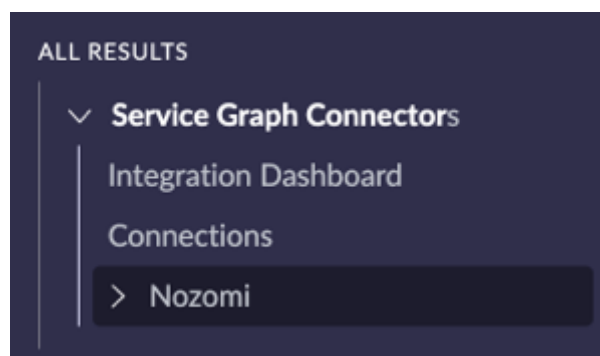 ALL RESULTS
Service Graph Connectors
Integration Dashboard
Connections
Nozomi